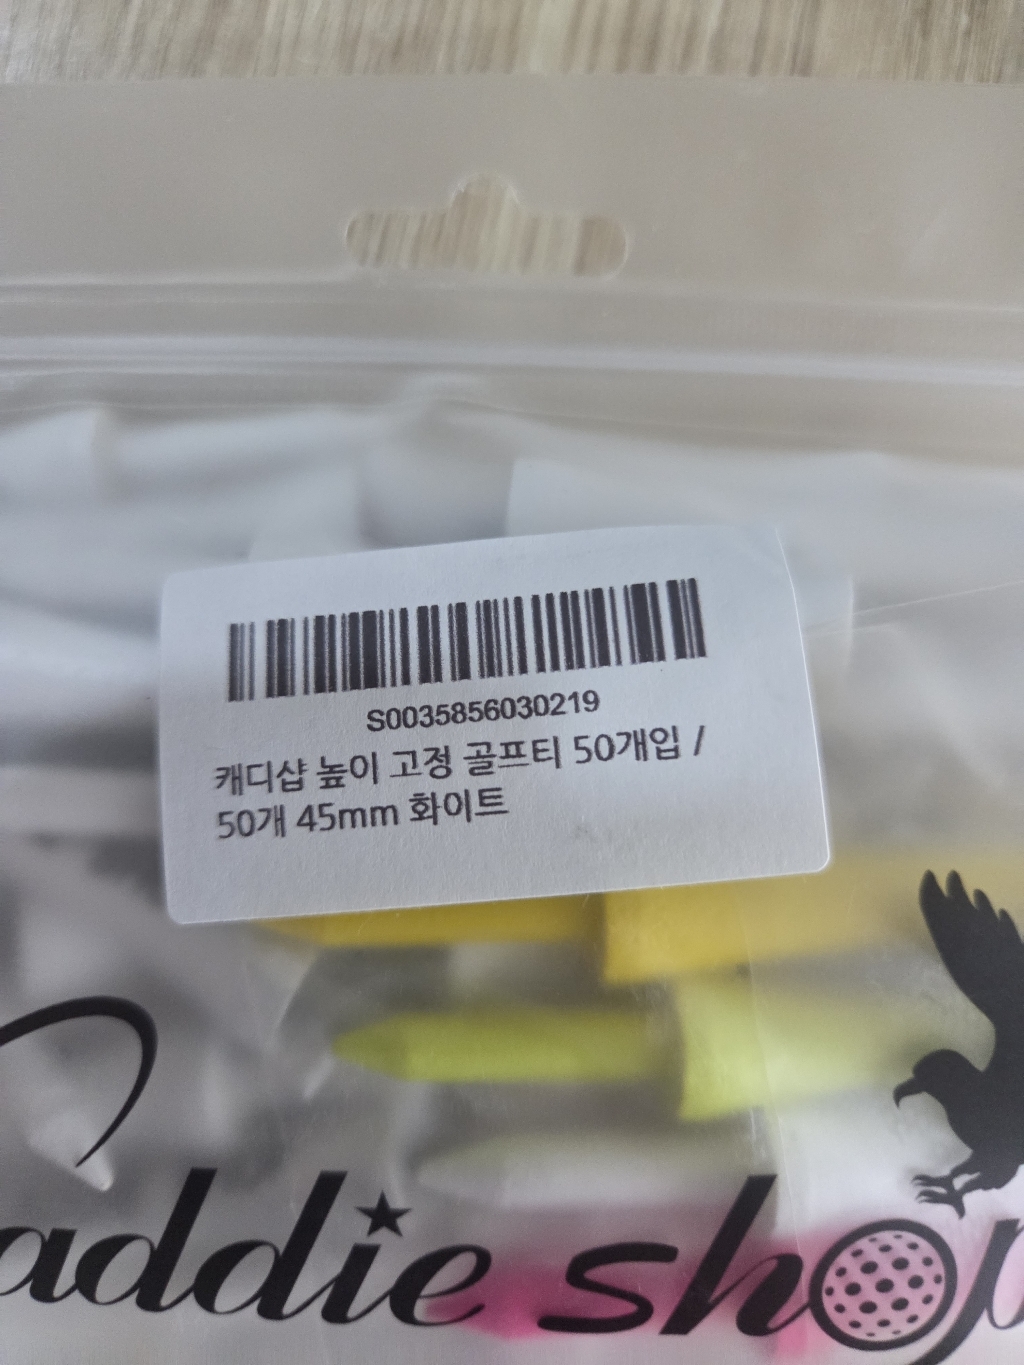 S0035856030219
캐디샵 높이 고정 골프티 50개입 /
50개 45mm 화이트
addie shop